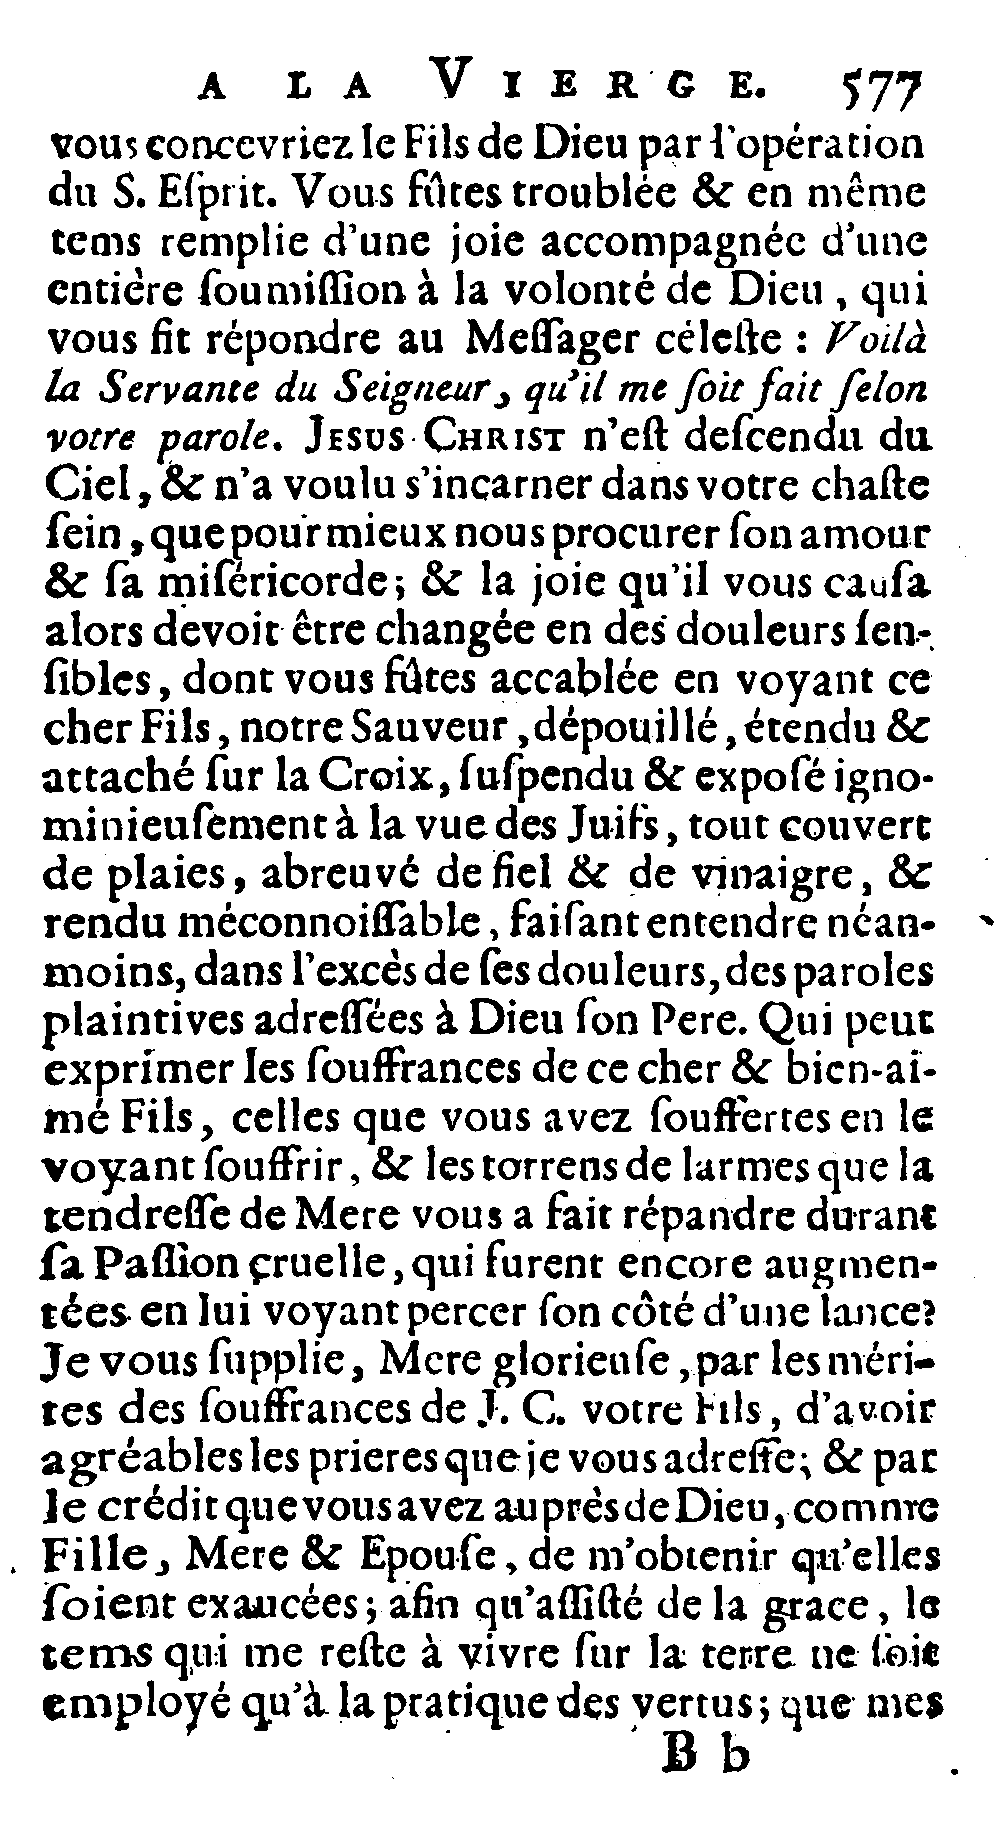 A LA VIERGE. 577
vous concevriez le Fils de Dieu par l'opération
du S. Eſprit. Vous fûtes troublée & en même
tems remplie d'une joie accompagnée d'une
entière ſoumiſſion à la volonté de Dieu, qui
vous fit répondre au Meſſager céleſte : Voilà
la Servante du Seigneur, qu'il me ſoit fait ſelon
votre parole. JESUS CHRIST n'eſt deſcendu du
Ciel, & n'a voulu s'incarner dans votre chaſte
ſein, que pour mieux nous procurer ſon amour
& ſa miſéricorde; & la joie qu'il vous cauſa
alors devoit être changée en des douleurs ſen-
ſibles, dont vous fûtes accablée en voyant ce
cher Fils, notre Sauveur, dépouillé, étendu &
attaché ſur la Croix, ſuſpendu & expoſé igno-
minieuſement à la vue des Juifs, tout couvert
de plaies, abreuvé de fiel & de vinaigre, &
rendu méconnoiſſable, faiſant entendre néan-
moins, dans l'excès de ſes douleurs, des paroles
plaintives adreſſées à Dieu ſon Pere. Qui peut
exprimer les ſouffrances de ce cher & bien-ai-
mé Fils, celles que vous avez ſouffertes en le
voyant ſouffrir, & les torrens de larmes que la
tendreſſe de Mere vous a fait répandre durant
ſa Paſſion cruelle, qui furent encore augmen-
tées en lui voyant percer ſon côté d'une lance?
Je vous ſupplie, Mere glorieuſe, par les méri-
tes des ſouffrances de J. C. votre Fils, d'avoir
agréables les prieres que je vous adreſſe; & par
le crédit que vous avez auprès de Dieu, comme
Fille, Mere & Epouſe, de m'obtenir qu'elles
ſoient exaucées; afin qu'aſſiſté de la grace, le
tems qui me reſte à vivre ſur la terre ne ſoit
employé qu'à la pratique des vertus; que mes
B b